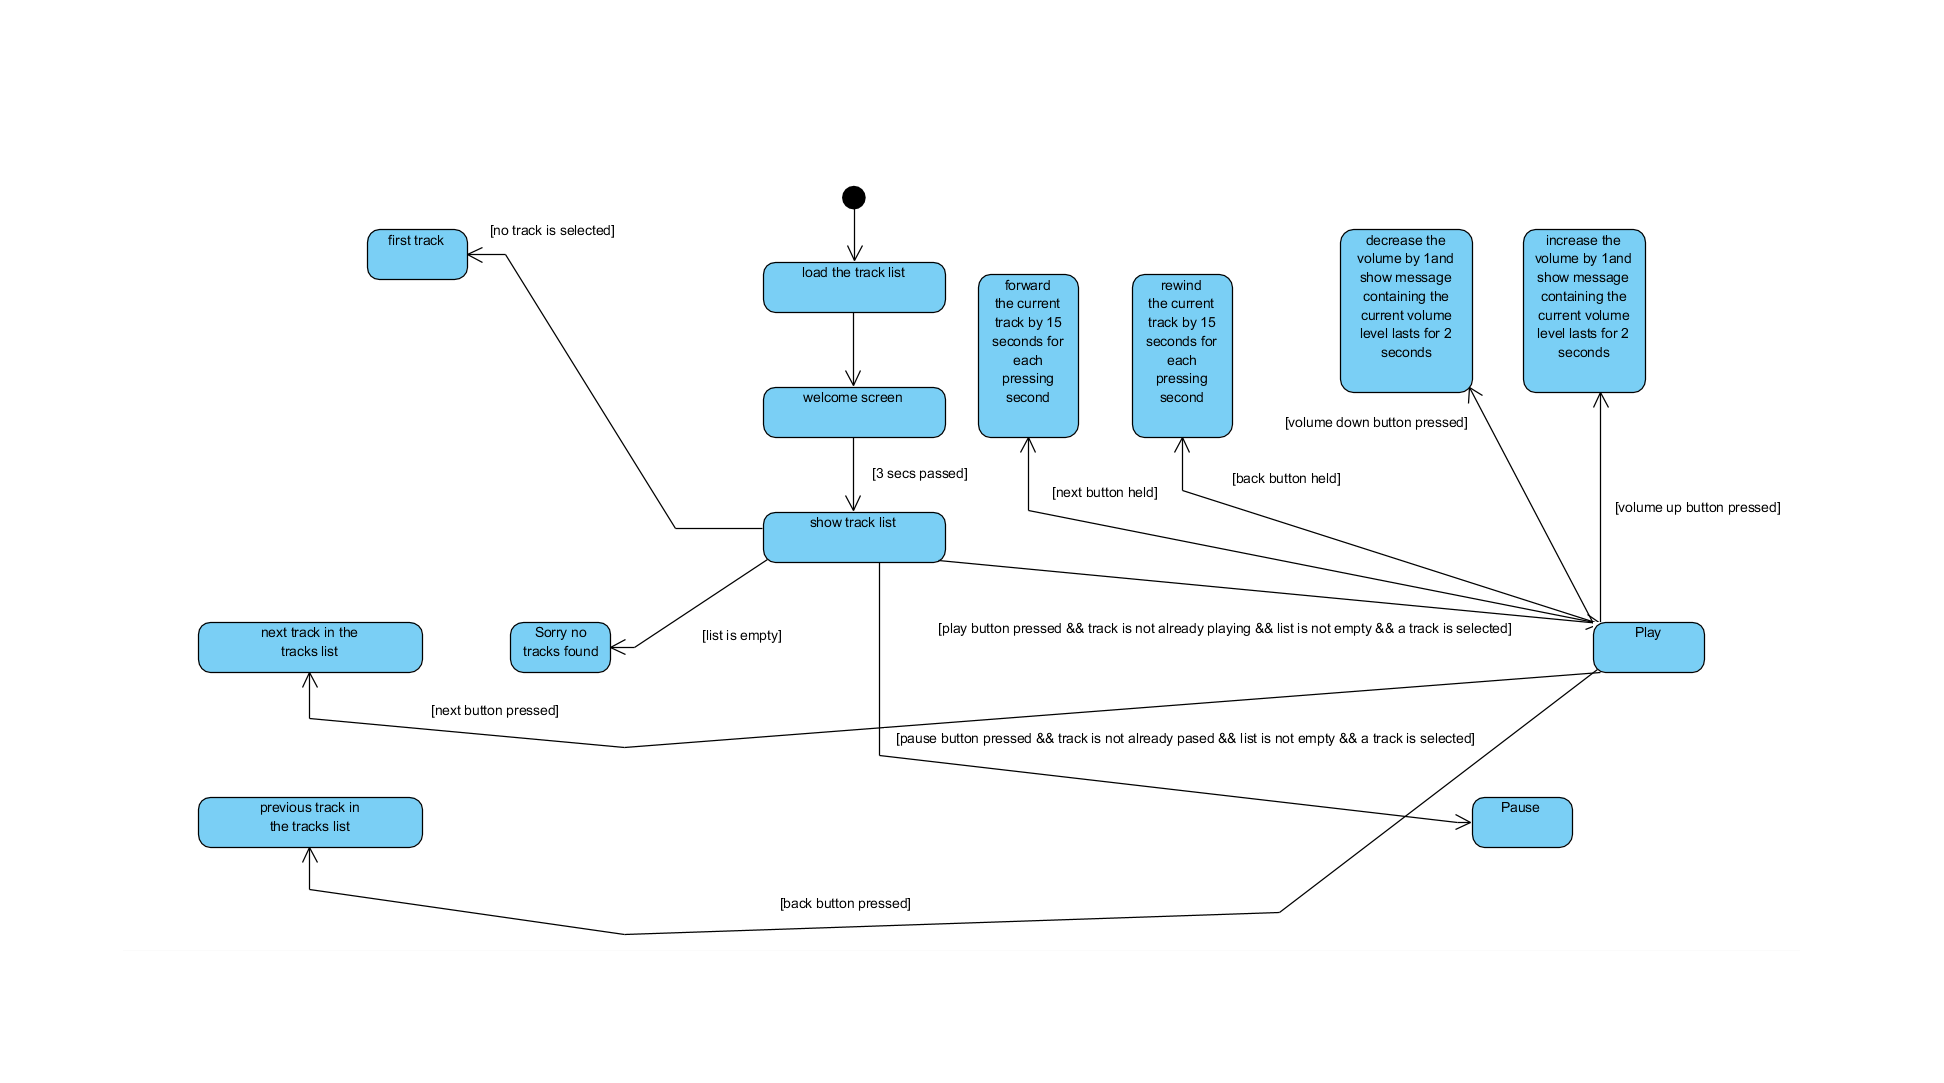 first track
[no track is selected]
load the track list
welcome screen
[3 secs passed]
show track list
forward
the current
track by 15
seconds for
each
pressing
second
rewind
the current
track by 15
seconds for
each
pressing
second
decrease the
volume by 1and
show message
containing the
current volume
level lasts for 2
seconds
increase the
volume by 1and
show message
containing the
current volume
level lasts for 2
seconds
[volume down button pressed]
[next button held]
[back button held]
[volume up button pressed]
next track in the
tracks list
Sorry no
tracks found
[list is empty]
[play button pressed && track is not already playing && list is not empty && a track is selected]
Play
[next button pressed]
[pause button pressed && track is not already pased && list is not empty && a track is selected]
previous track in
the tracks list
Pause
[back button pressed]